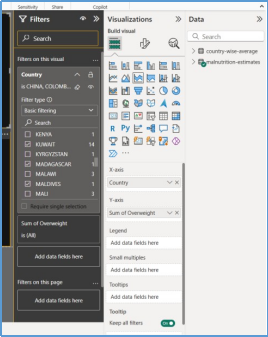 Sensitivity Share Copilot
Filters
Search
Filters on this visual ...
Country
is CHINA, COLOMB...
Filter type
Basic filtering
Search
KENYA 1
KUWAIT 14
KYRGYZSTAN 1
MADAGASCAR 1
MALAWI 3
MALDIVES 1
MALI 3
Require single selection
Sum of Overweight
is (All)
Add data fields here
Filters on this page ...
Add data fields here
Visualizations
Build visual
R Py
...
X-axis
Country
Y-axis
Sum of Overweight
Legend
Add data fields here
Small multiples
Add data fields here
Tooltips
Add data fields here
Tooltip
Keep all filters On
Data
Search
country-wise-average
malnutrition-estimates